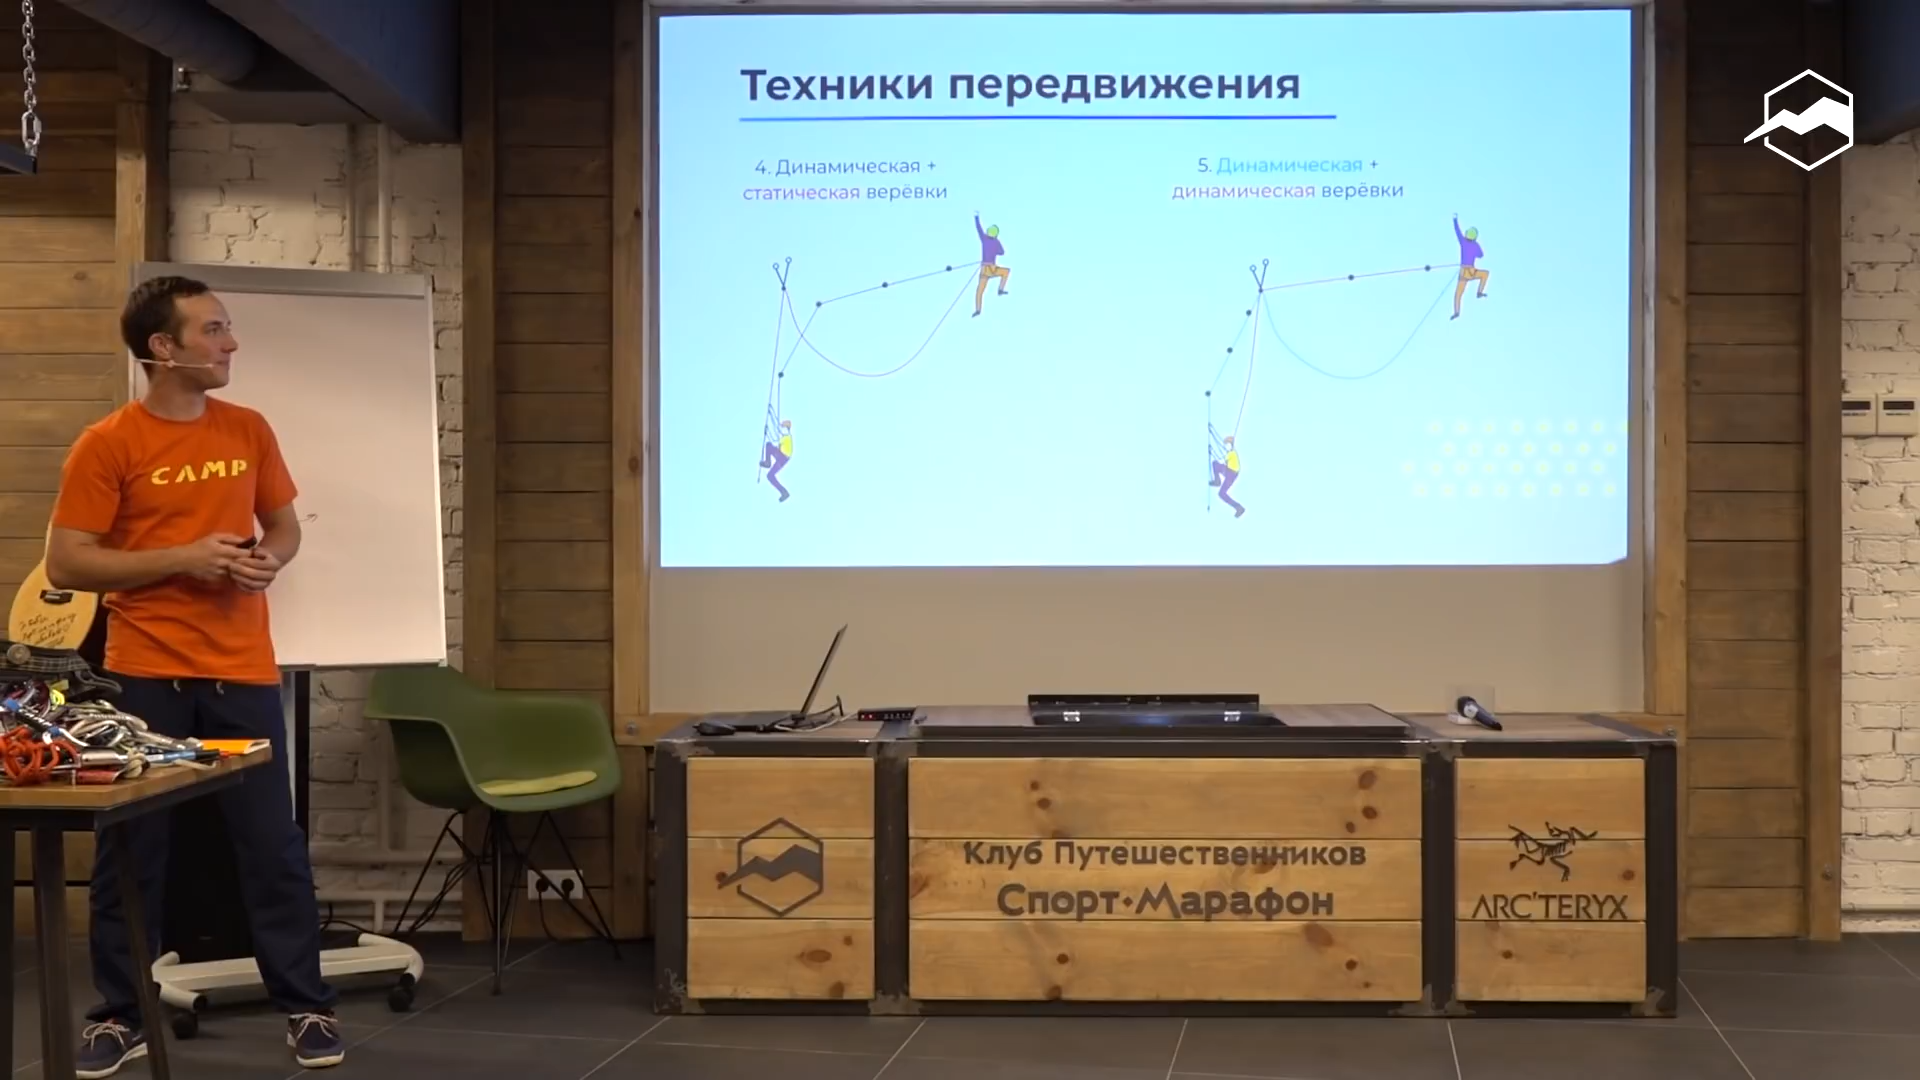 Техники передвижения
4. Динамическая +
статическая верёвки
5. Динамическая +
динамическая верёвки
CAMP
Клуб Путешественников
Спорт•Марафон
ARC'TERYX